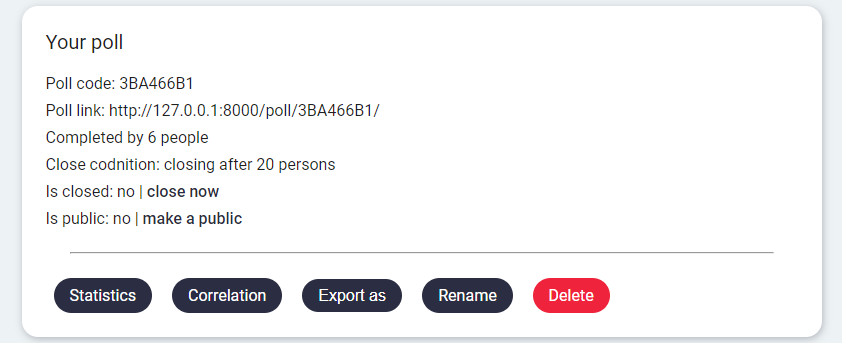 Your poll
Poll code: 3BA466B1
Poll link: http://127.0.0.1:8000/poll/3BA466B1/
Completed by 6 people
Close codnition: closing after 20 persons
Is closed: no | close now
Is public: no | make a public
Statistics Correlation Export as Rename Delete